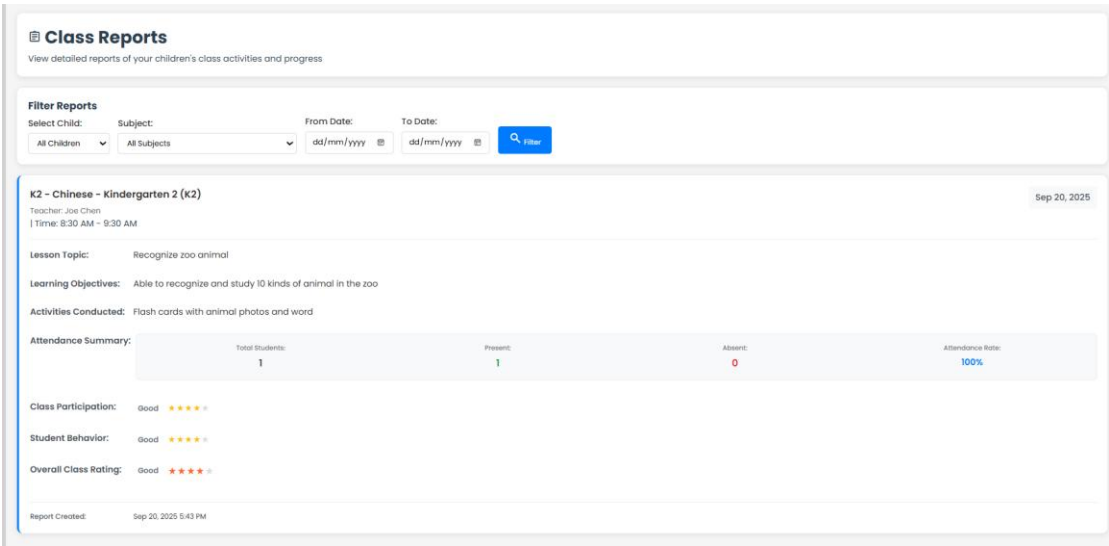 Class Reports
View detailed reports of your children's class activities and progress
Filter Reports
Select Child: Subject: From Date: To Date:
All Children All Subjects dd/mm/yyyy dd/mm/yyyy Filter
K2 - Chinese - Kindergarten 2 (K2) Sep 20, 2025
Teacher: Joe Chen
| Time: 8:30 AM - 9:30 AM
Lesson Topic: Recognize zoo animal
Learning Objectives: Able to recognize and study 10 kinds of animal in the zoo
Activities Conducted: Flash cards with animal photos and word
Attendance Summary:
Total Students: Present: Absent: Attendance Rate:
1 1 0 100%
Class Participation: Good
Student Behavior: Good
Overall Class Rating: Good
Report Created: Sep 20, 2025 5:43 PM